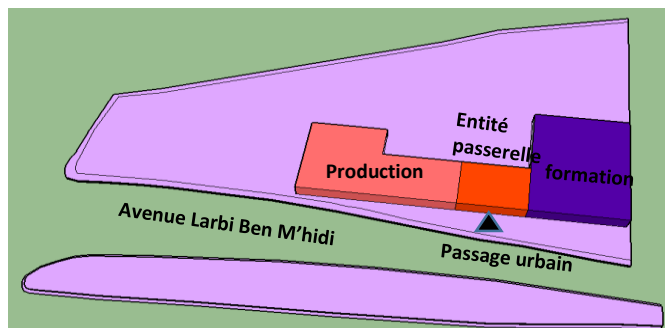 Entité
passerelle
Production
formation
Avenue Larbi Ben M’hidi
Passage urbain